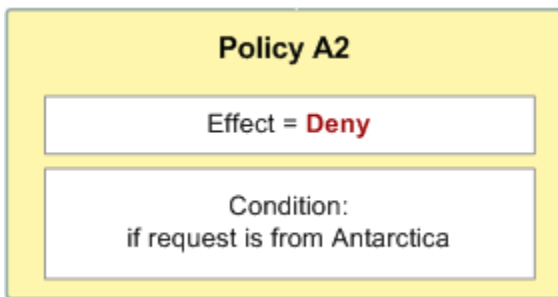 Policy A2
Effect = Deny
Condition:
if request is from Antarctica